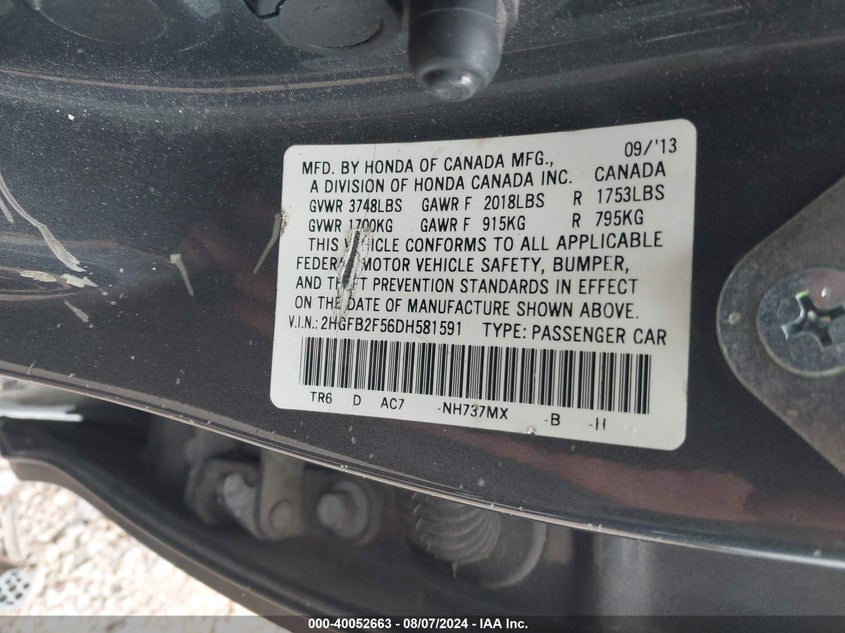 09/'13
MFD. BY HONDA OF CANADA MFG., CANADA
A DIVISION OF HONDA CANADA INC.
GVWR 3748LBS GAWR F 2018LBS R 1753LBS
GVWR 1700KG GAWR F 915KG R 795KG
THIS VEHICLE CONFORMS TO ALL APPLICABLE
FEDERAL MOTOR VEHICLE SAFETY, BUMPER,
AND THEFT PREVENTION STANDARDS IN EFFECT
ON THE DATE OF MANUFACTURE SHOWN ABOVE.
V.I.N.: 2HGFB2F56DH581591 TYPE: PASSENGER CAR
TR6 D AC7 -NH737MX -B -II
000-40052663 - 08/07/2024 - IAA Inc.